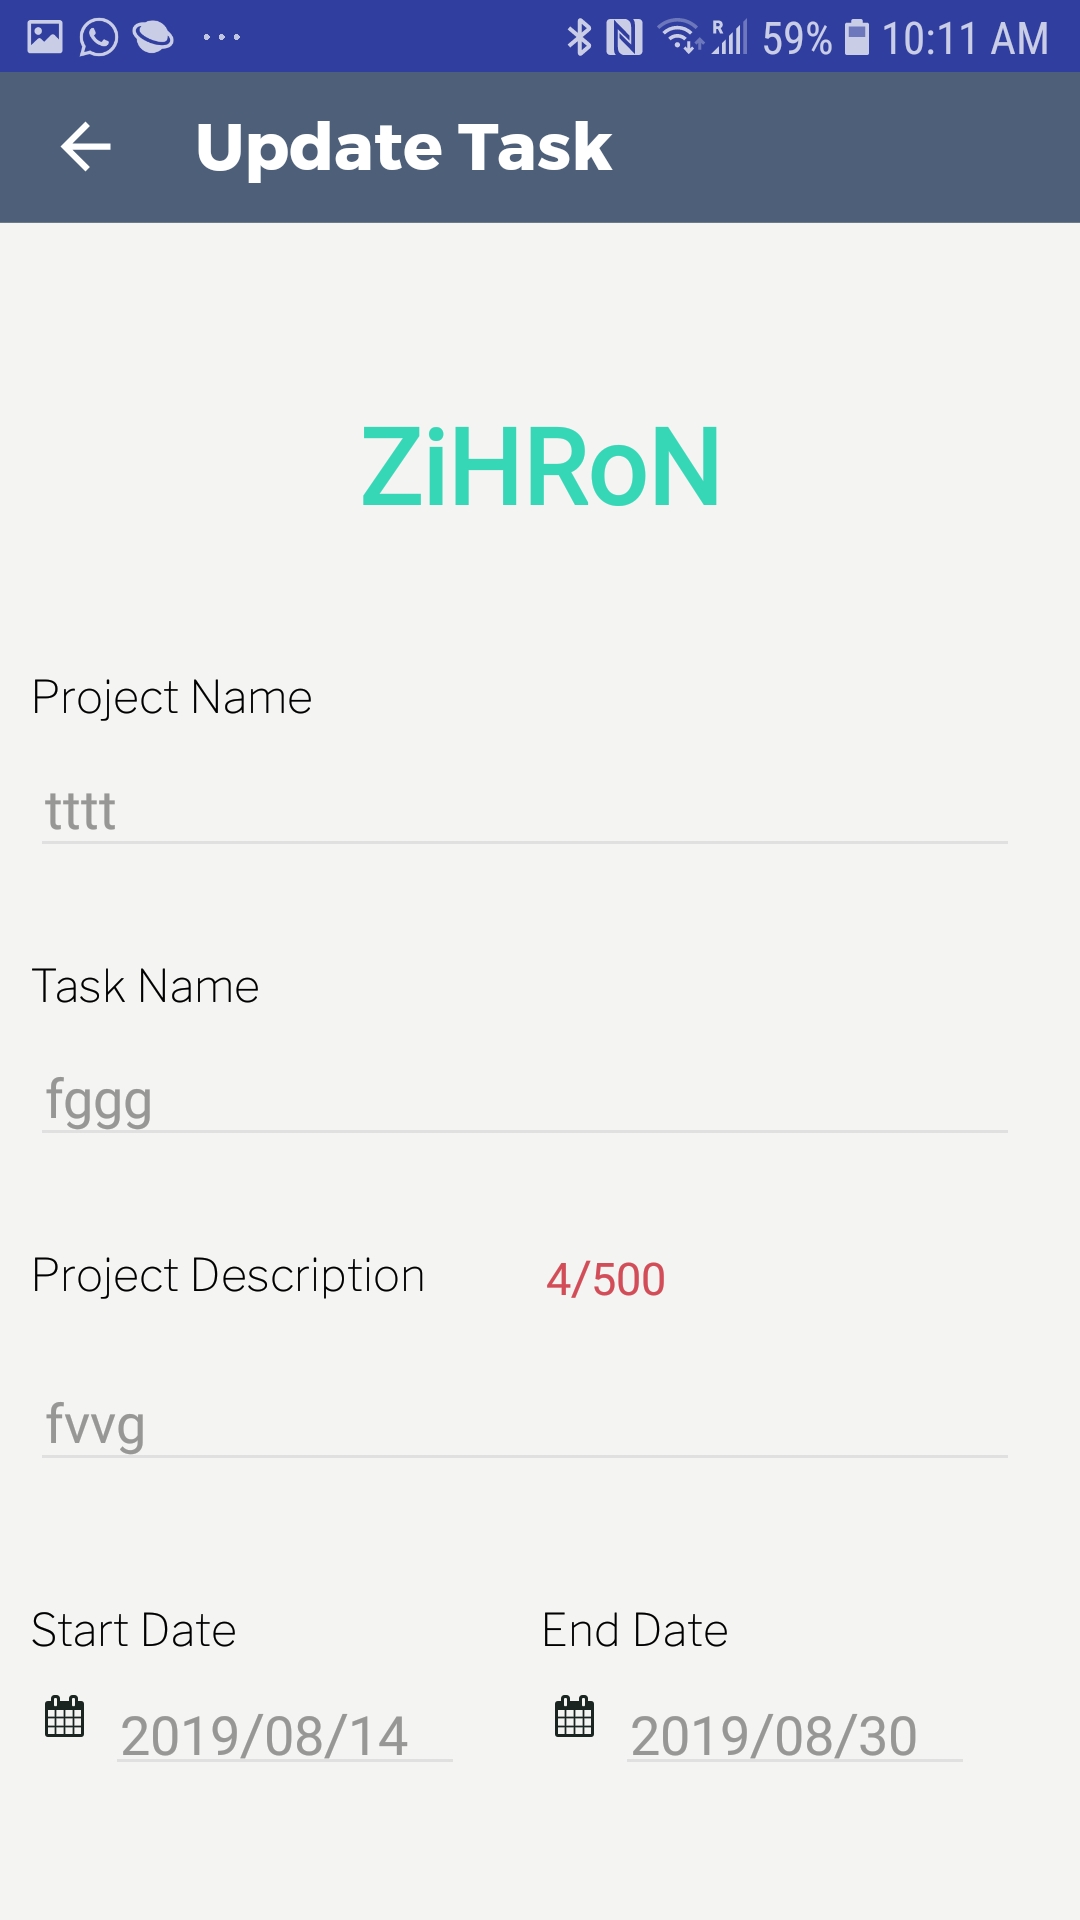 R 59% 10:11 AM
Update Task
ZiHRoN
Project Name
tttt
Task Name
fggg
Project Description 4/500
fvvg
Start Date End Date
2019/08/14 2019/08/30